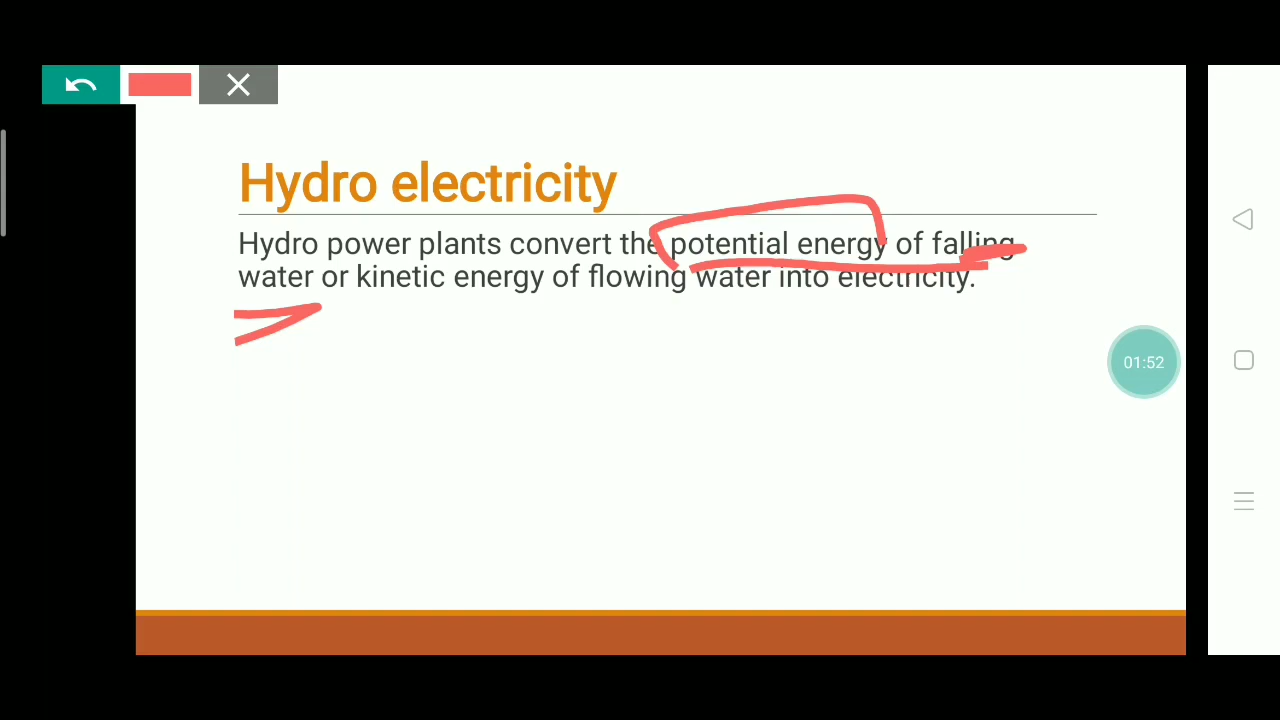 Hydro electricity
Hydro power plants convert the potential energy of falling
water or kinetic energy of flowing water into electricity.
01:52